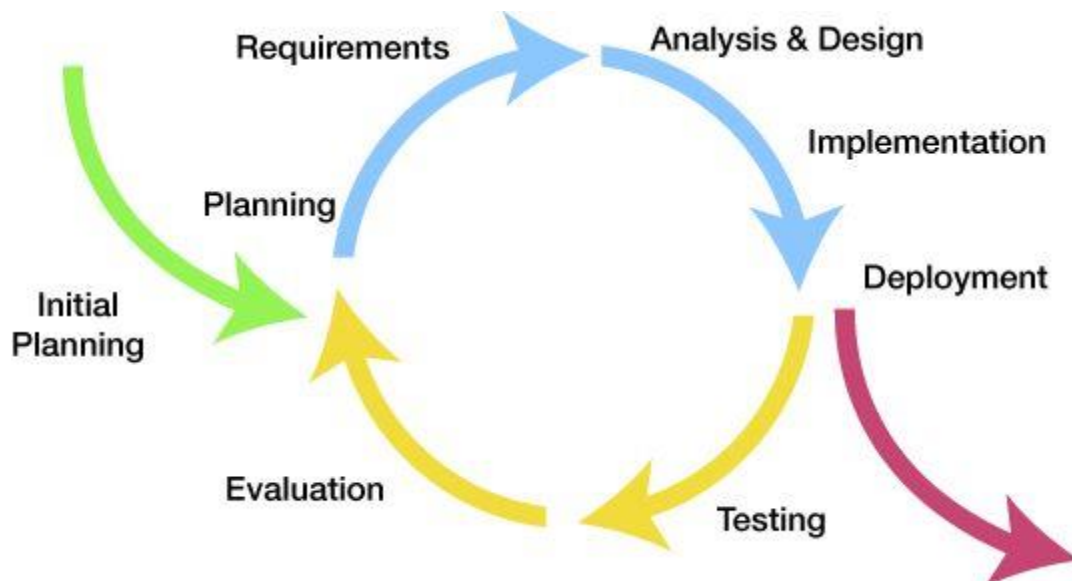 Requirements
Analysis & Design
Implementation
Planning
Deployment
Initial
Planning
Evaluation
Testing